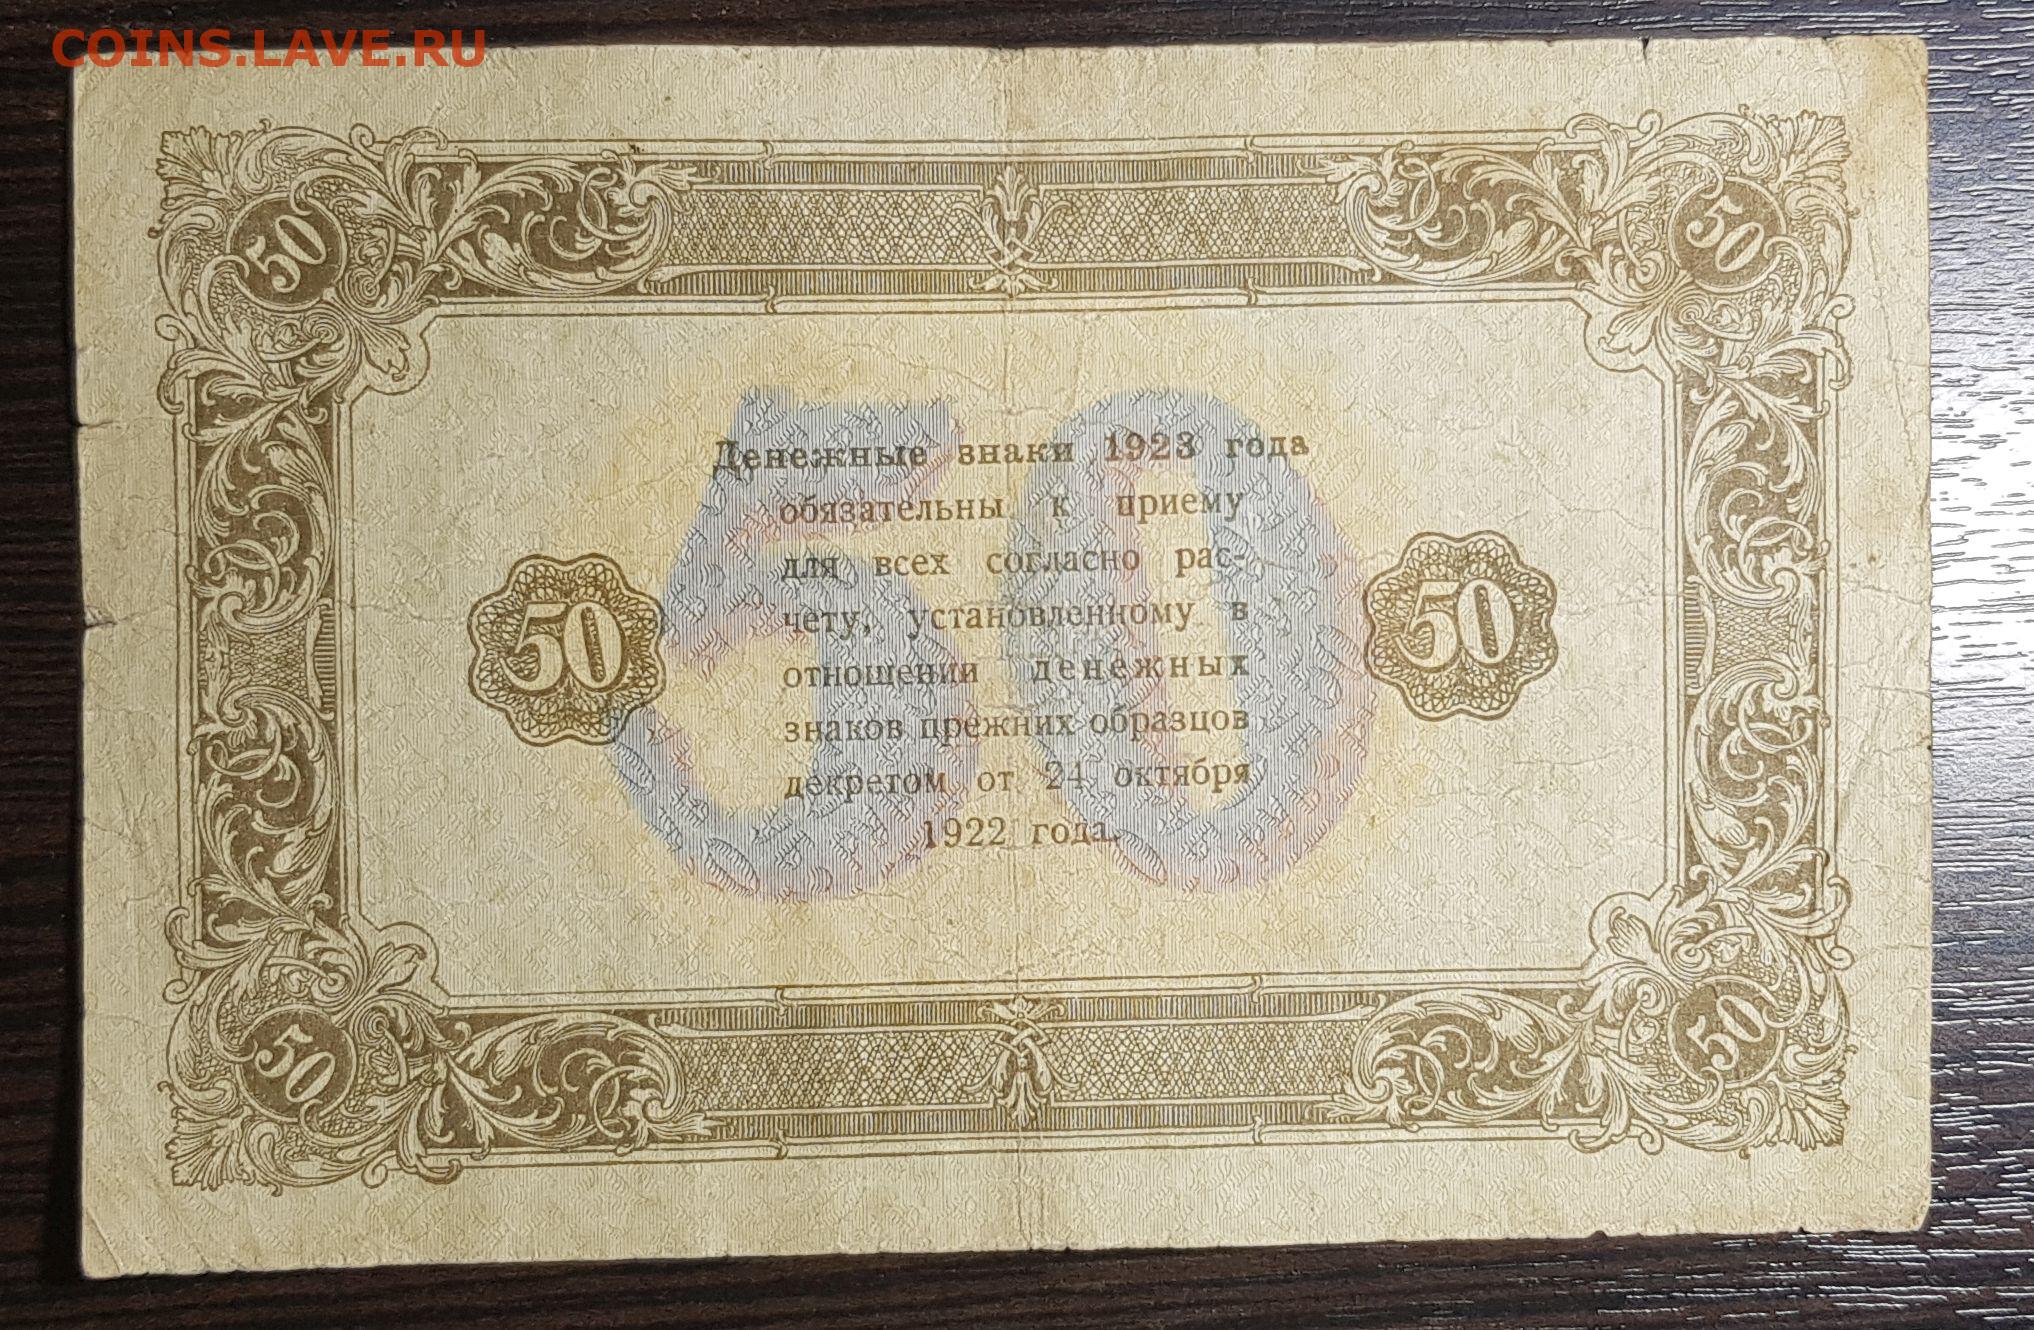 COINS.LAVE.RU
50 50
Денежные знаки 1923 года
обязательны к приему
для всех согласно рас-
чету, установленному в
отношении денежных
знаков прежних образцов
декретом от 24 октября
1922 года.
50 50
50
50 50